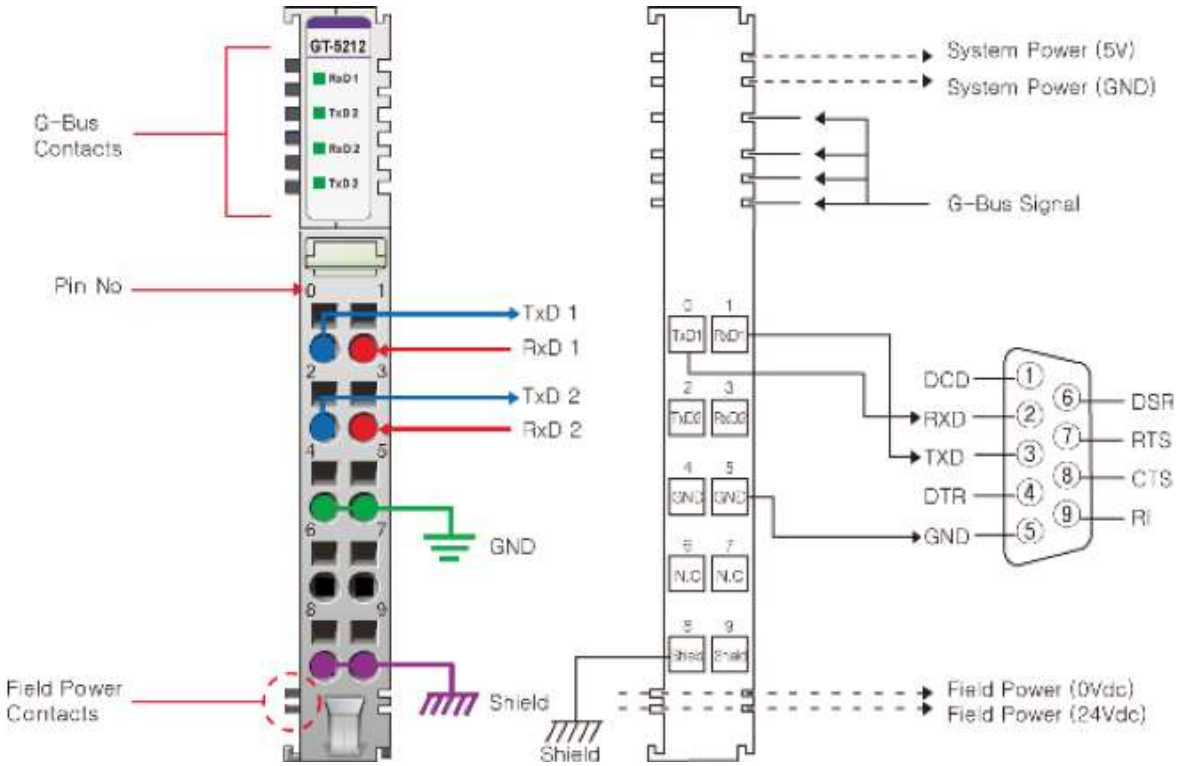 GT-5212
RxD 1
TxD 2
RxD 2
TxD 2
G-Bus
Contacts
Pin No
0 1
2 3
4 5
6 7
8 9
TxD 1
RxD 1
TxD 2
RxD 2
GND
Shield
Field Power
Contacts
System Power (5V)
System Power (GND)
G-Bus Signal
0 1
TxD1 RxD1
2 3
TxD2 RxD2
4 5
GND GND
6 7
N.C N.C
8 9
Shield Shield
Shield
DCD 1
RXD 2
TXD 3
DTR 4
GND 5
6 DSR
7 RTS
8 CTS
9 RI
Field Power (0Vdc)
Field Power (24Vdc)